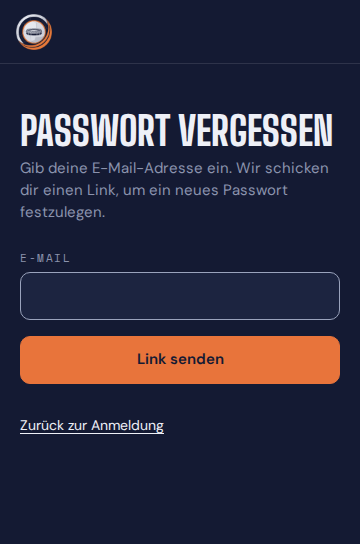 PASSWORT VERGESSEN
Gib deine E-Mail-Adresse ein. Wir schicken
dir einen Link, um ein neues Passwort
festzulegen.
E-MAIL
Link senden
Zurück zur Anmeldung